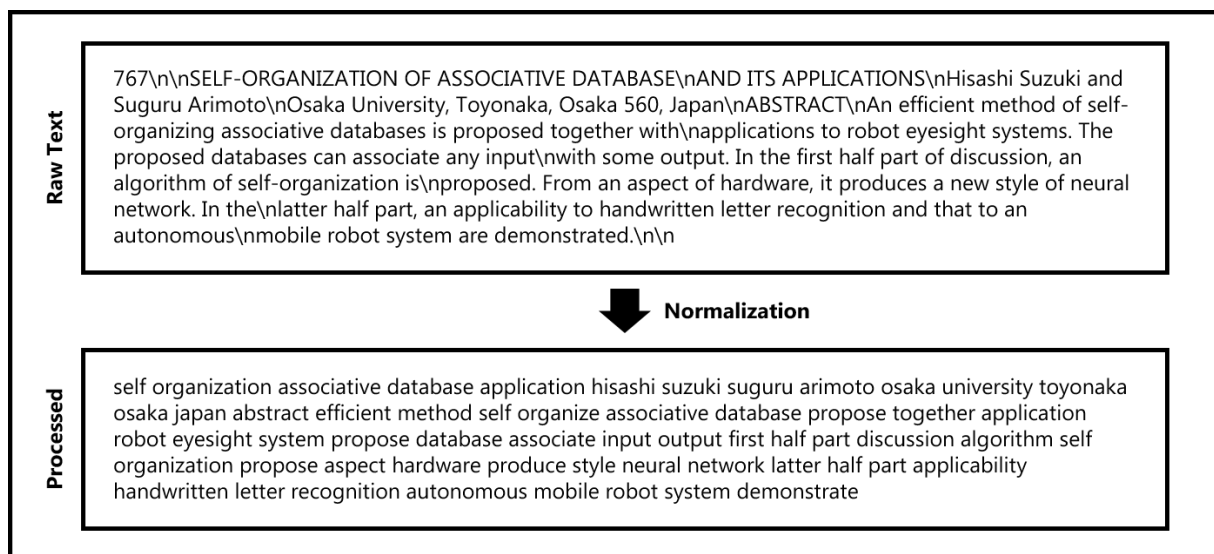 Raw Text
767\n\nSELF-ORGANIZATION OF ASSOCIATIVE DATABASE\nAND ITS APPLICATIONS\nHisashi Suzuki and
Suguru Arimoto\nOsaka University, Toyonaka, Osaka 560, Japan\nABSTRACT\nAn efficient method of self-
organizing associative databases is proposed together with\napplications to robot eyesight systems. The
proposed databases can associate any input\nwith some output. In the first half part of discussion, an
algorithm of self-organization is\nproposed. From an aspect of hardware, it produces a new style of neural
network. In the\nlatter half part, an applicability to handwritten letter recognition and that to an
autonomous\nmobile robot system are demonstrated.\n\n
Normalization
Processed
self organization associative database application hisashi suzuki suguru arimoto osaka university toyonaka
osaka japan abstract efficient method self organize associative database propose together application
robot eyesight system propose database associate input output first half part discussion algorithm self
organization propose aspect hardware produce style neural network latter half part applicability
handwritten letter recognition autonomous mobile robot system demonstrate